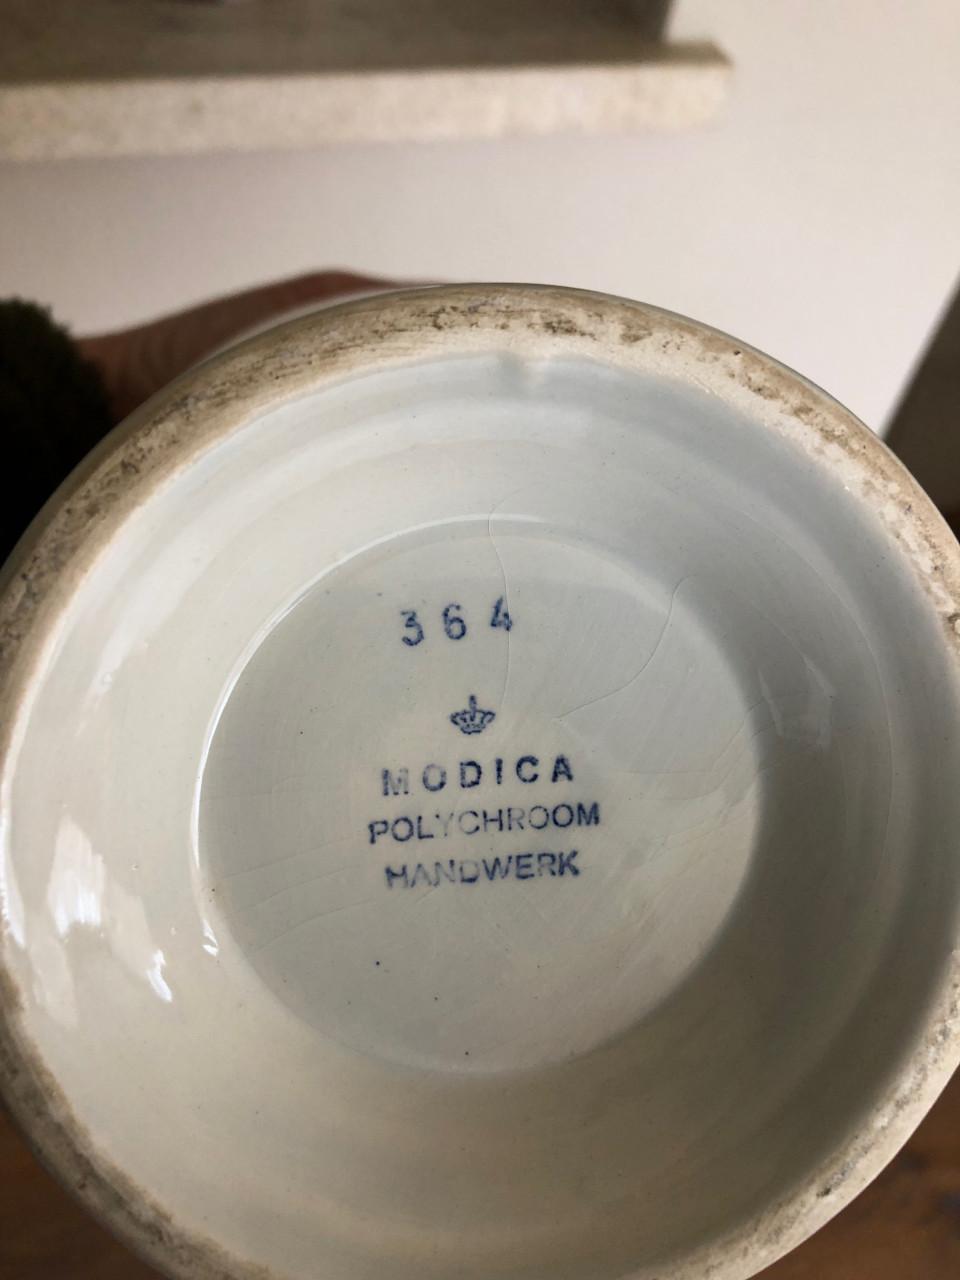 364
MODICA
POLYCHROOM
HANDWERK